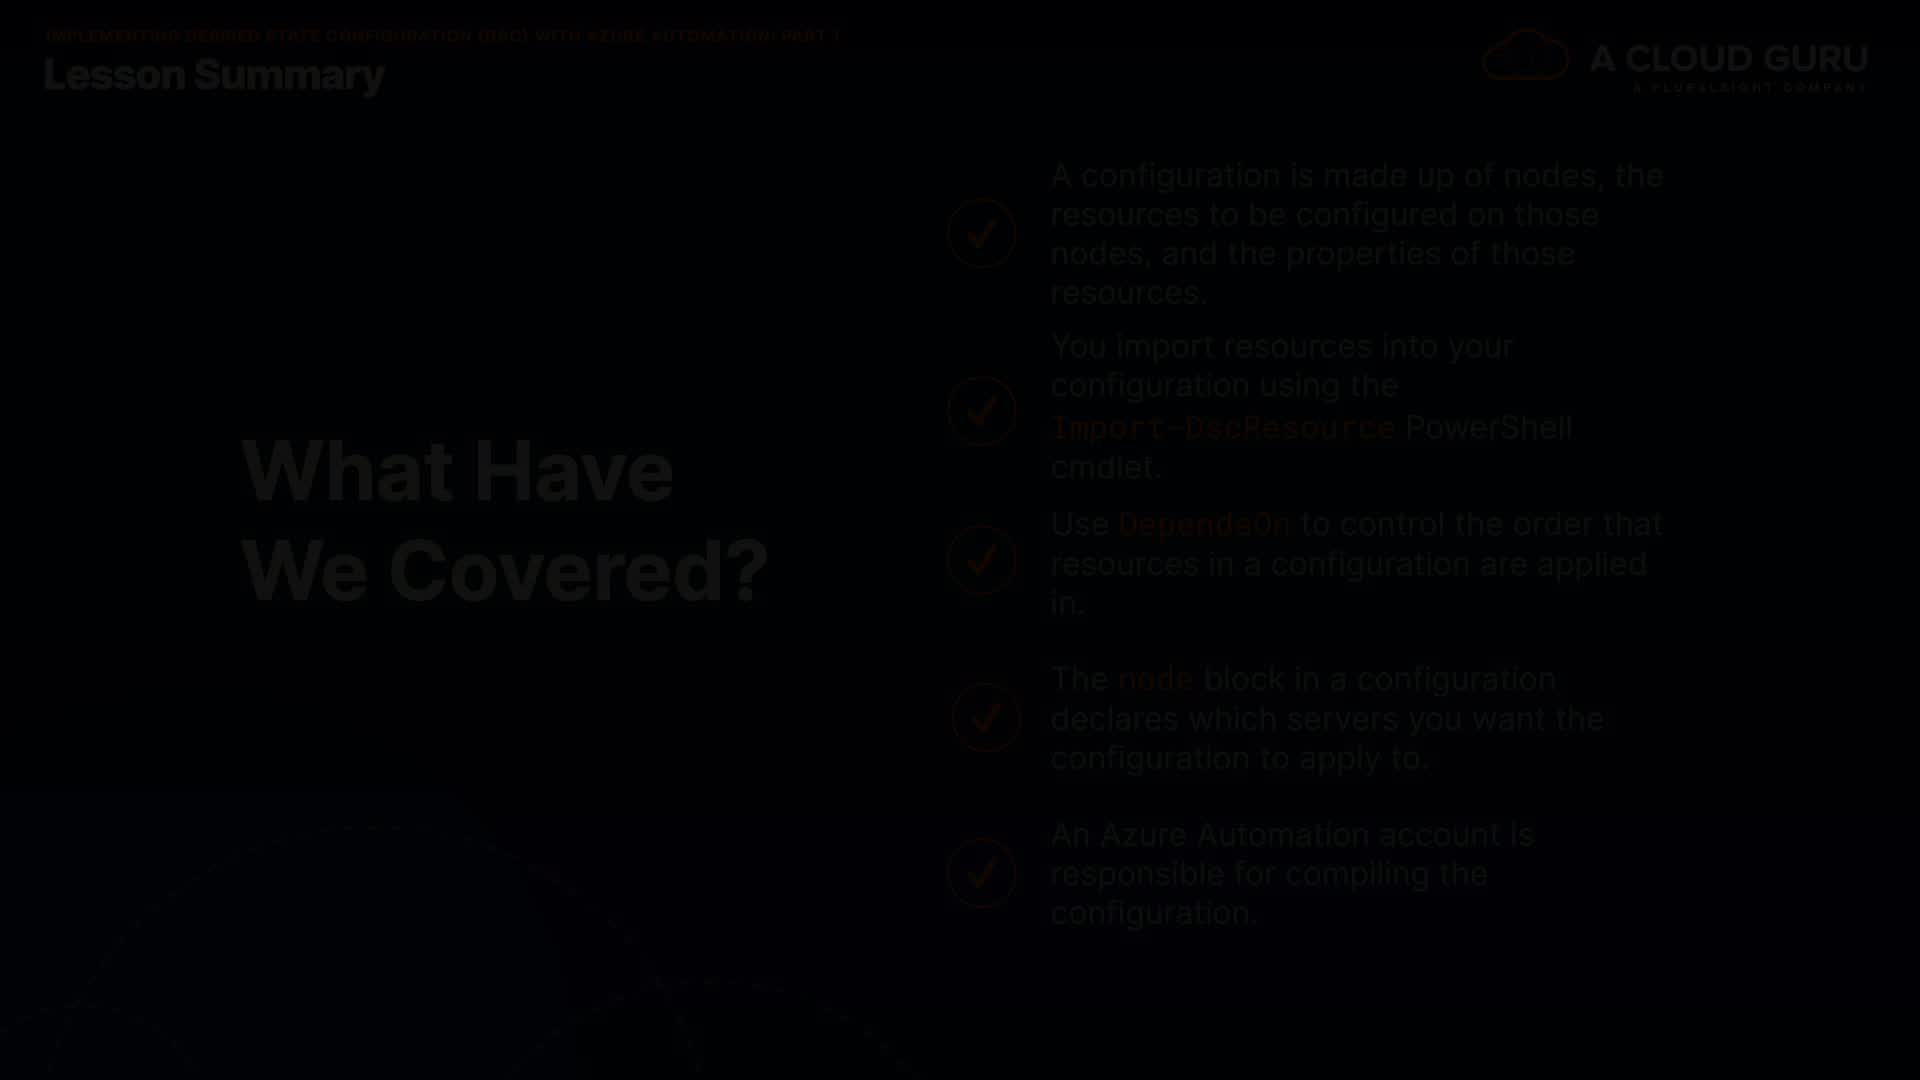 IMPLEMENTING DESIRED STATE CONFIGURATION (DSC) WITH AZURE AUTOMATION: PART 1
Lesson Summary
A CLOUD GURU
A PLURALSIGHT COMPANY
What Have
We Covered?
A configuration is made up of nodes, the
resources to be configured on those
nodes, and the properties of those
resources.
You import resources into your
configuration using the
Import-DscResource PowerShell
cmdlet.
Use DependsOn to control the order that
resources in a configuration are applied
in.
The node block in a configuration
declares which servers you want the
configuration to apply to.
An Azure Automation account is
responsible for compiling the
configuration.